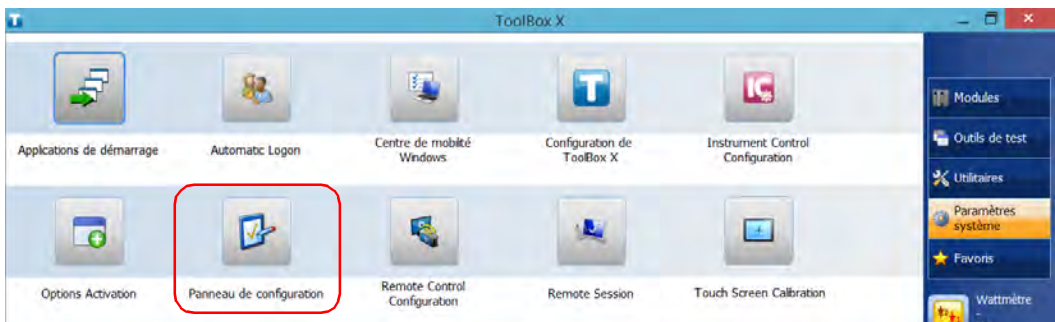 ToolBox X
Applications de démarrage
Automatic Logon
Centre de mobilité
Windows
Configuration de
ToolBox X
Instrument Control
Configuration
Options Activation
Panneau de configuration
Remote Control
Configuration
Remote Session
Touch Screen Calibration
Modules
Outils de test
Utilitaires
Paramètres
système
Favoris
Wattmètre
-